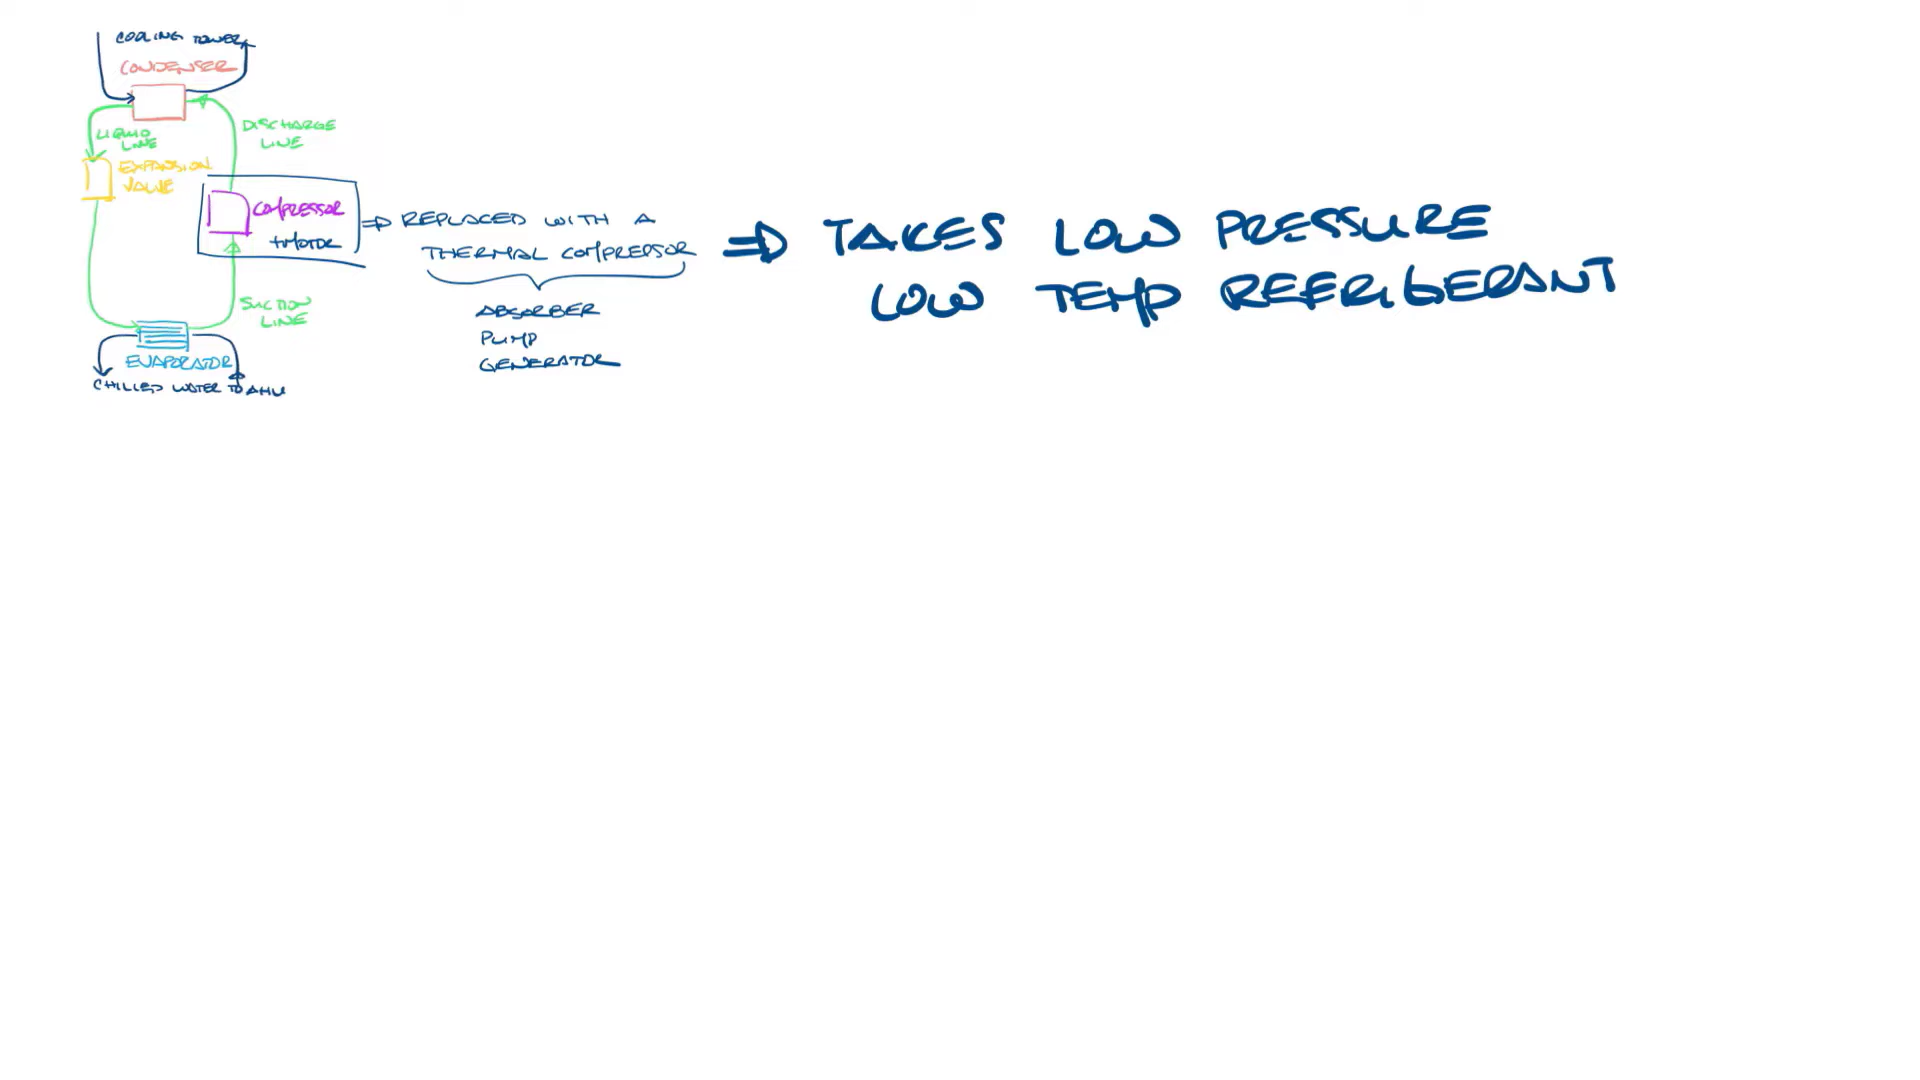 COOLING TOWER
CONDENSER
LIQUID
LINE
DISCHARGE
LINE
EXPANSION
VALVE
COMPRESSOR
+MOTOR
⇒ REPLACED WITH A
THERMAL COMPRESSOR
ABSORBER
PUMP
GENERATOR
⇒ TAKES LOW PRESSURE
LOW TEMP REFRIGERANT
SUCTION
LINE
EVAPORATOR
CHILLED WATER TO AHU